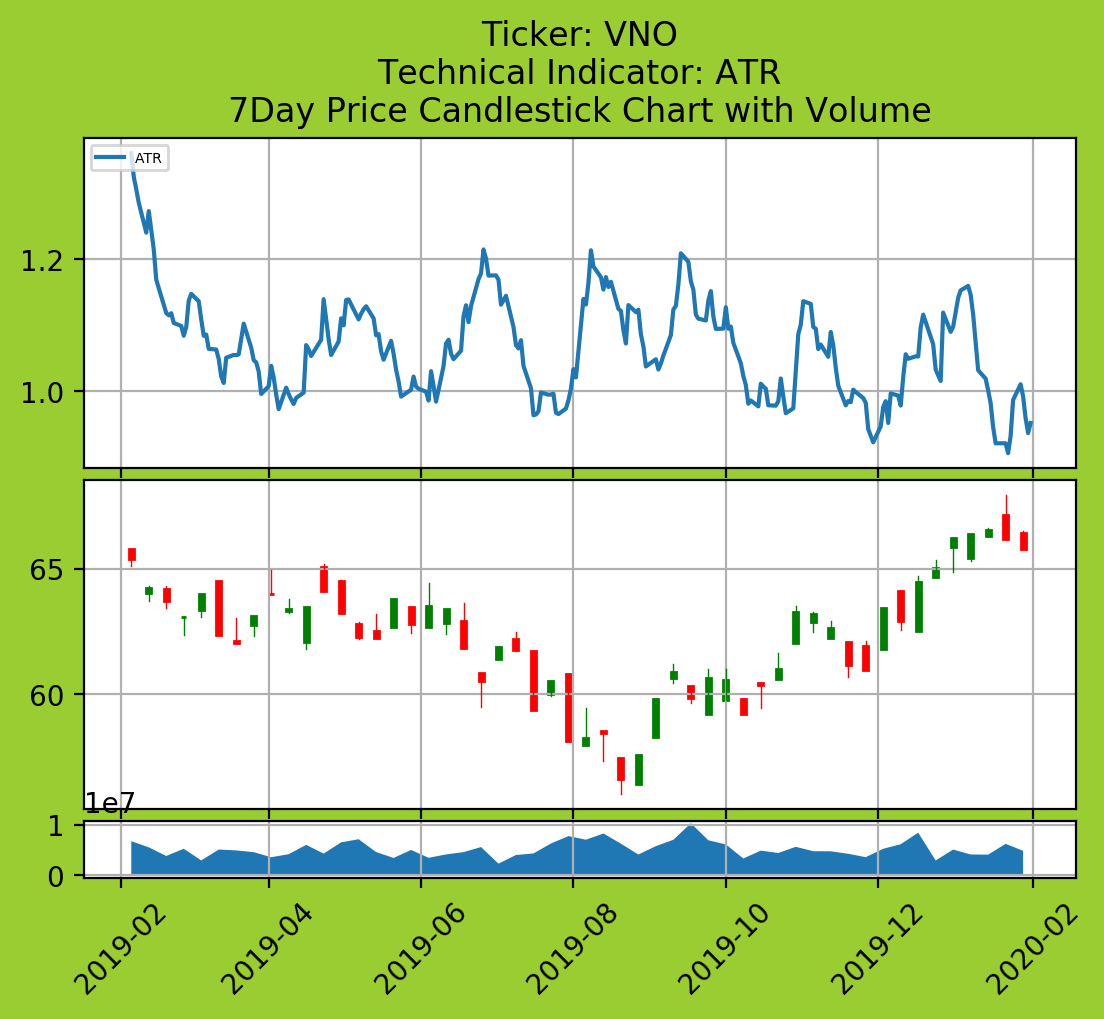 Ticker: VNO
Technical Indicator: ATR
7Day Price Candlestick Chart with Volume
ATR
1.2
1.0
65
60
1e7
1
0
2019-02
2019-04
2019-06
2019-08
2019-10
2019-12
2020-02